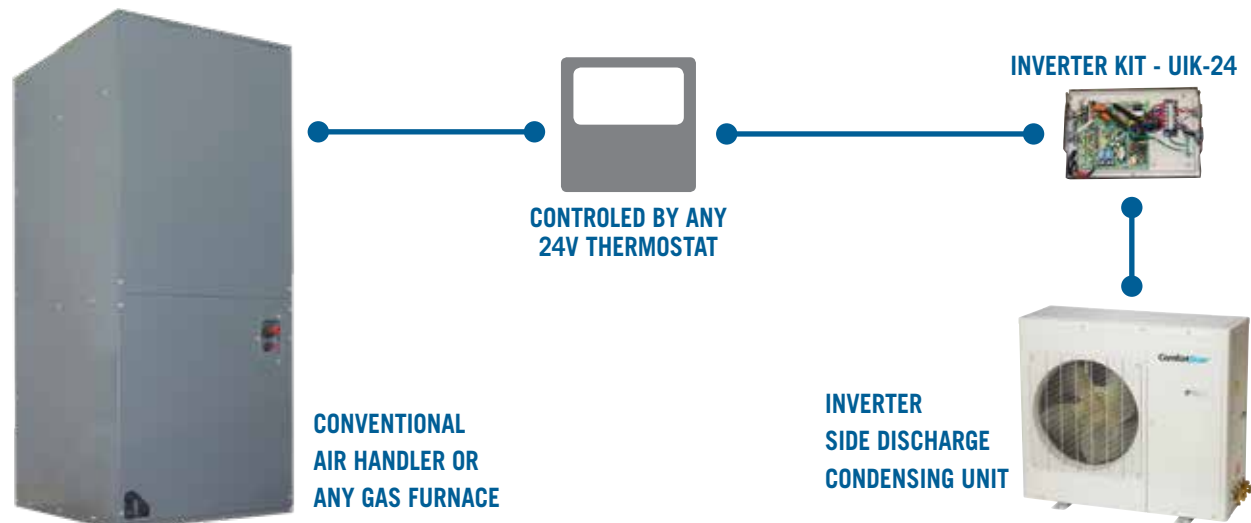 INVERTER KIT - UIK-24
CONTROLED BY ANY
24V THERMOSTAT
CONVENTIONAL
AIR HANDLER OR
ANY GAS FURNACE
INVERTER
SIDE DISCHARGE
CONDENSING UNIT